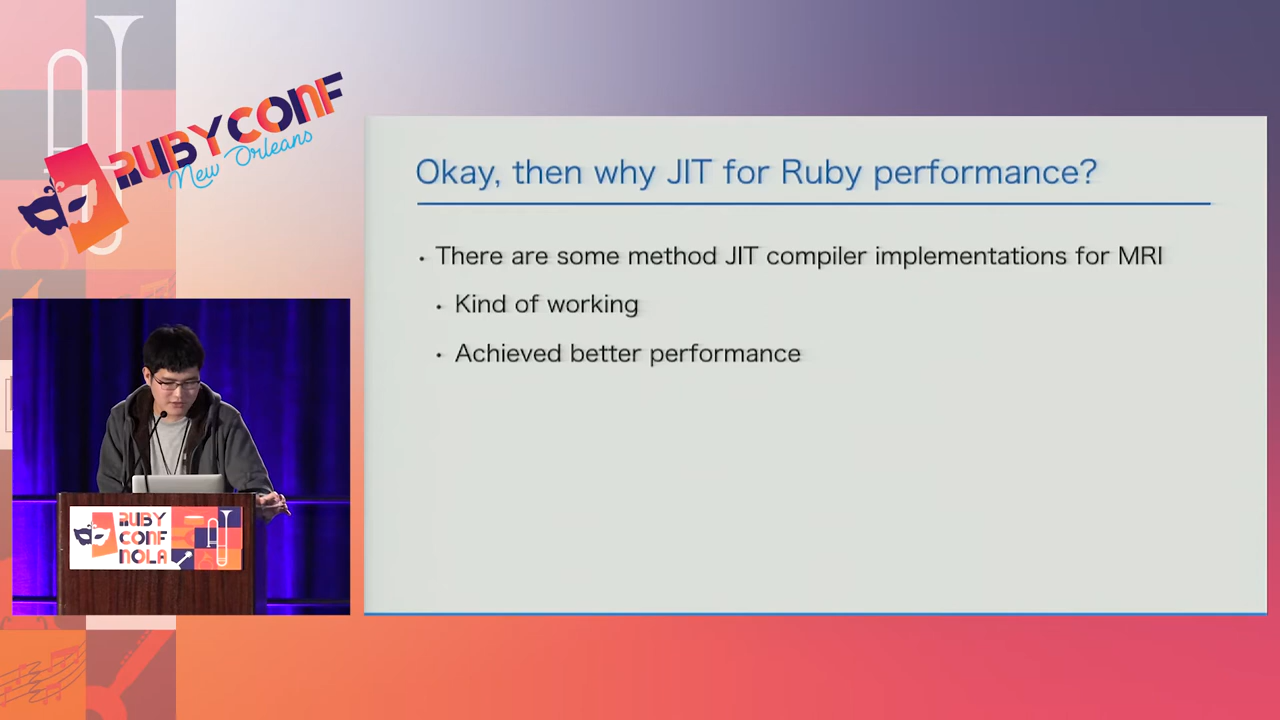 RUBYCONF
New Orleans
Okay, then why JIT for Ruby performance?
• There are some method JIT compiler implementations for MRI
• Kind of working
• Achieved better performance
RUBY
CONF
NOLA